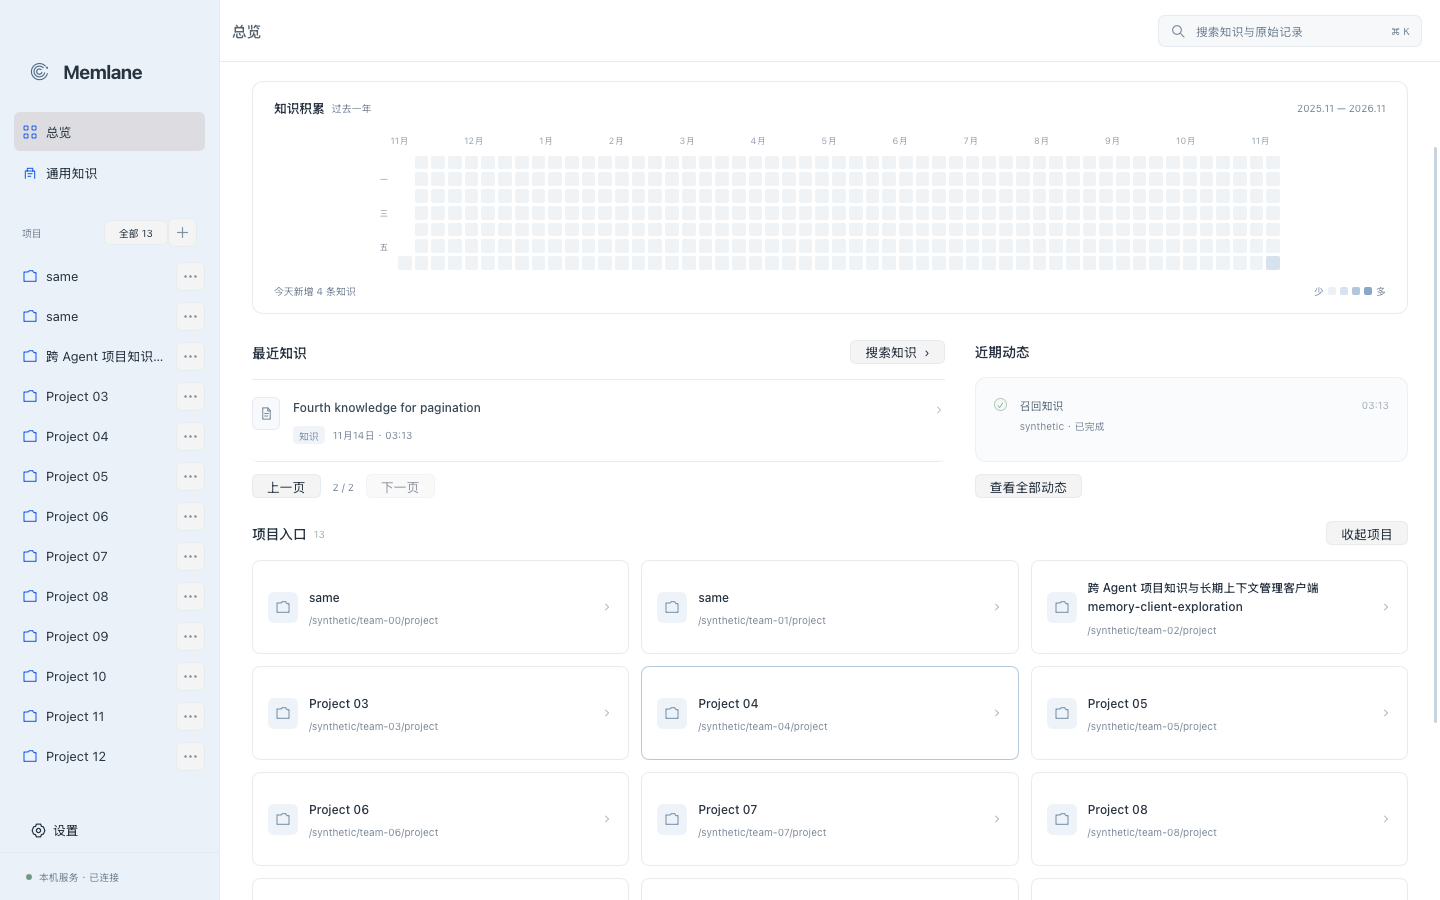 Memlane
总览
通用知识
项目
全部 13
same
same
跨 Agent 项目知识...
Project 03
Project 04
Project 05
Project 06
Project 07
Project 08
Project 09
Project 10
Project 11
Project 12
设置
本机服务 · 已连接
总览
搜索知识与原始记录
⌘ K
知识积累 过去一年
2025.11 — 2026.11
11月 12月 1月 2月 3月 4月 5月 6月 7月 8月 9月 10月 11月
一
三
五
今天新增 4 条知识
少 多
最近知识
搜索知识 ›
Fourth knowledge for pagination
知识 11月14日 · 03:13
上一页 2 / 2 下一页
近期动态
召回知识 03:13
synthetic · 已完成
查看全部动态
项目入口 13
收起项目
same
/synthetic/team-00/project
same
/synthetic/team-01/project
跨 Agent 项目知识与长期上下文管理客户端
memory-client-exploration
/synthetic/team-02/project
Project 03
/synthetic/team-03/project
Project 04
/synthetic/team-04/project
Project 05
/synthetic/team-05/project
Project 06
/synthetic/team-06/project
Project 07
/synthetic/team-07/project
Project 08
/synthetic/team-08/project